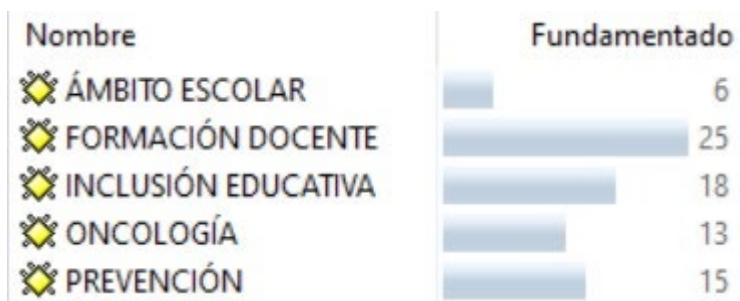 Nombre Fundamentado
ÁMBITO ESCOLAR 6
FORMACIÓN DOCENTE 25
INCLUSIÓN EDUCATIVA 18
ONCOLOGÍA 13
PREVENCIÓN 15